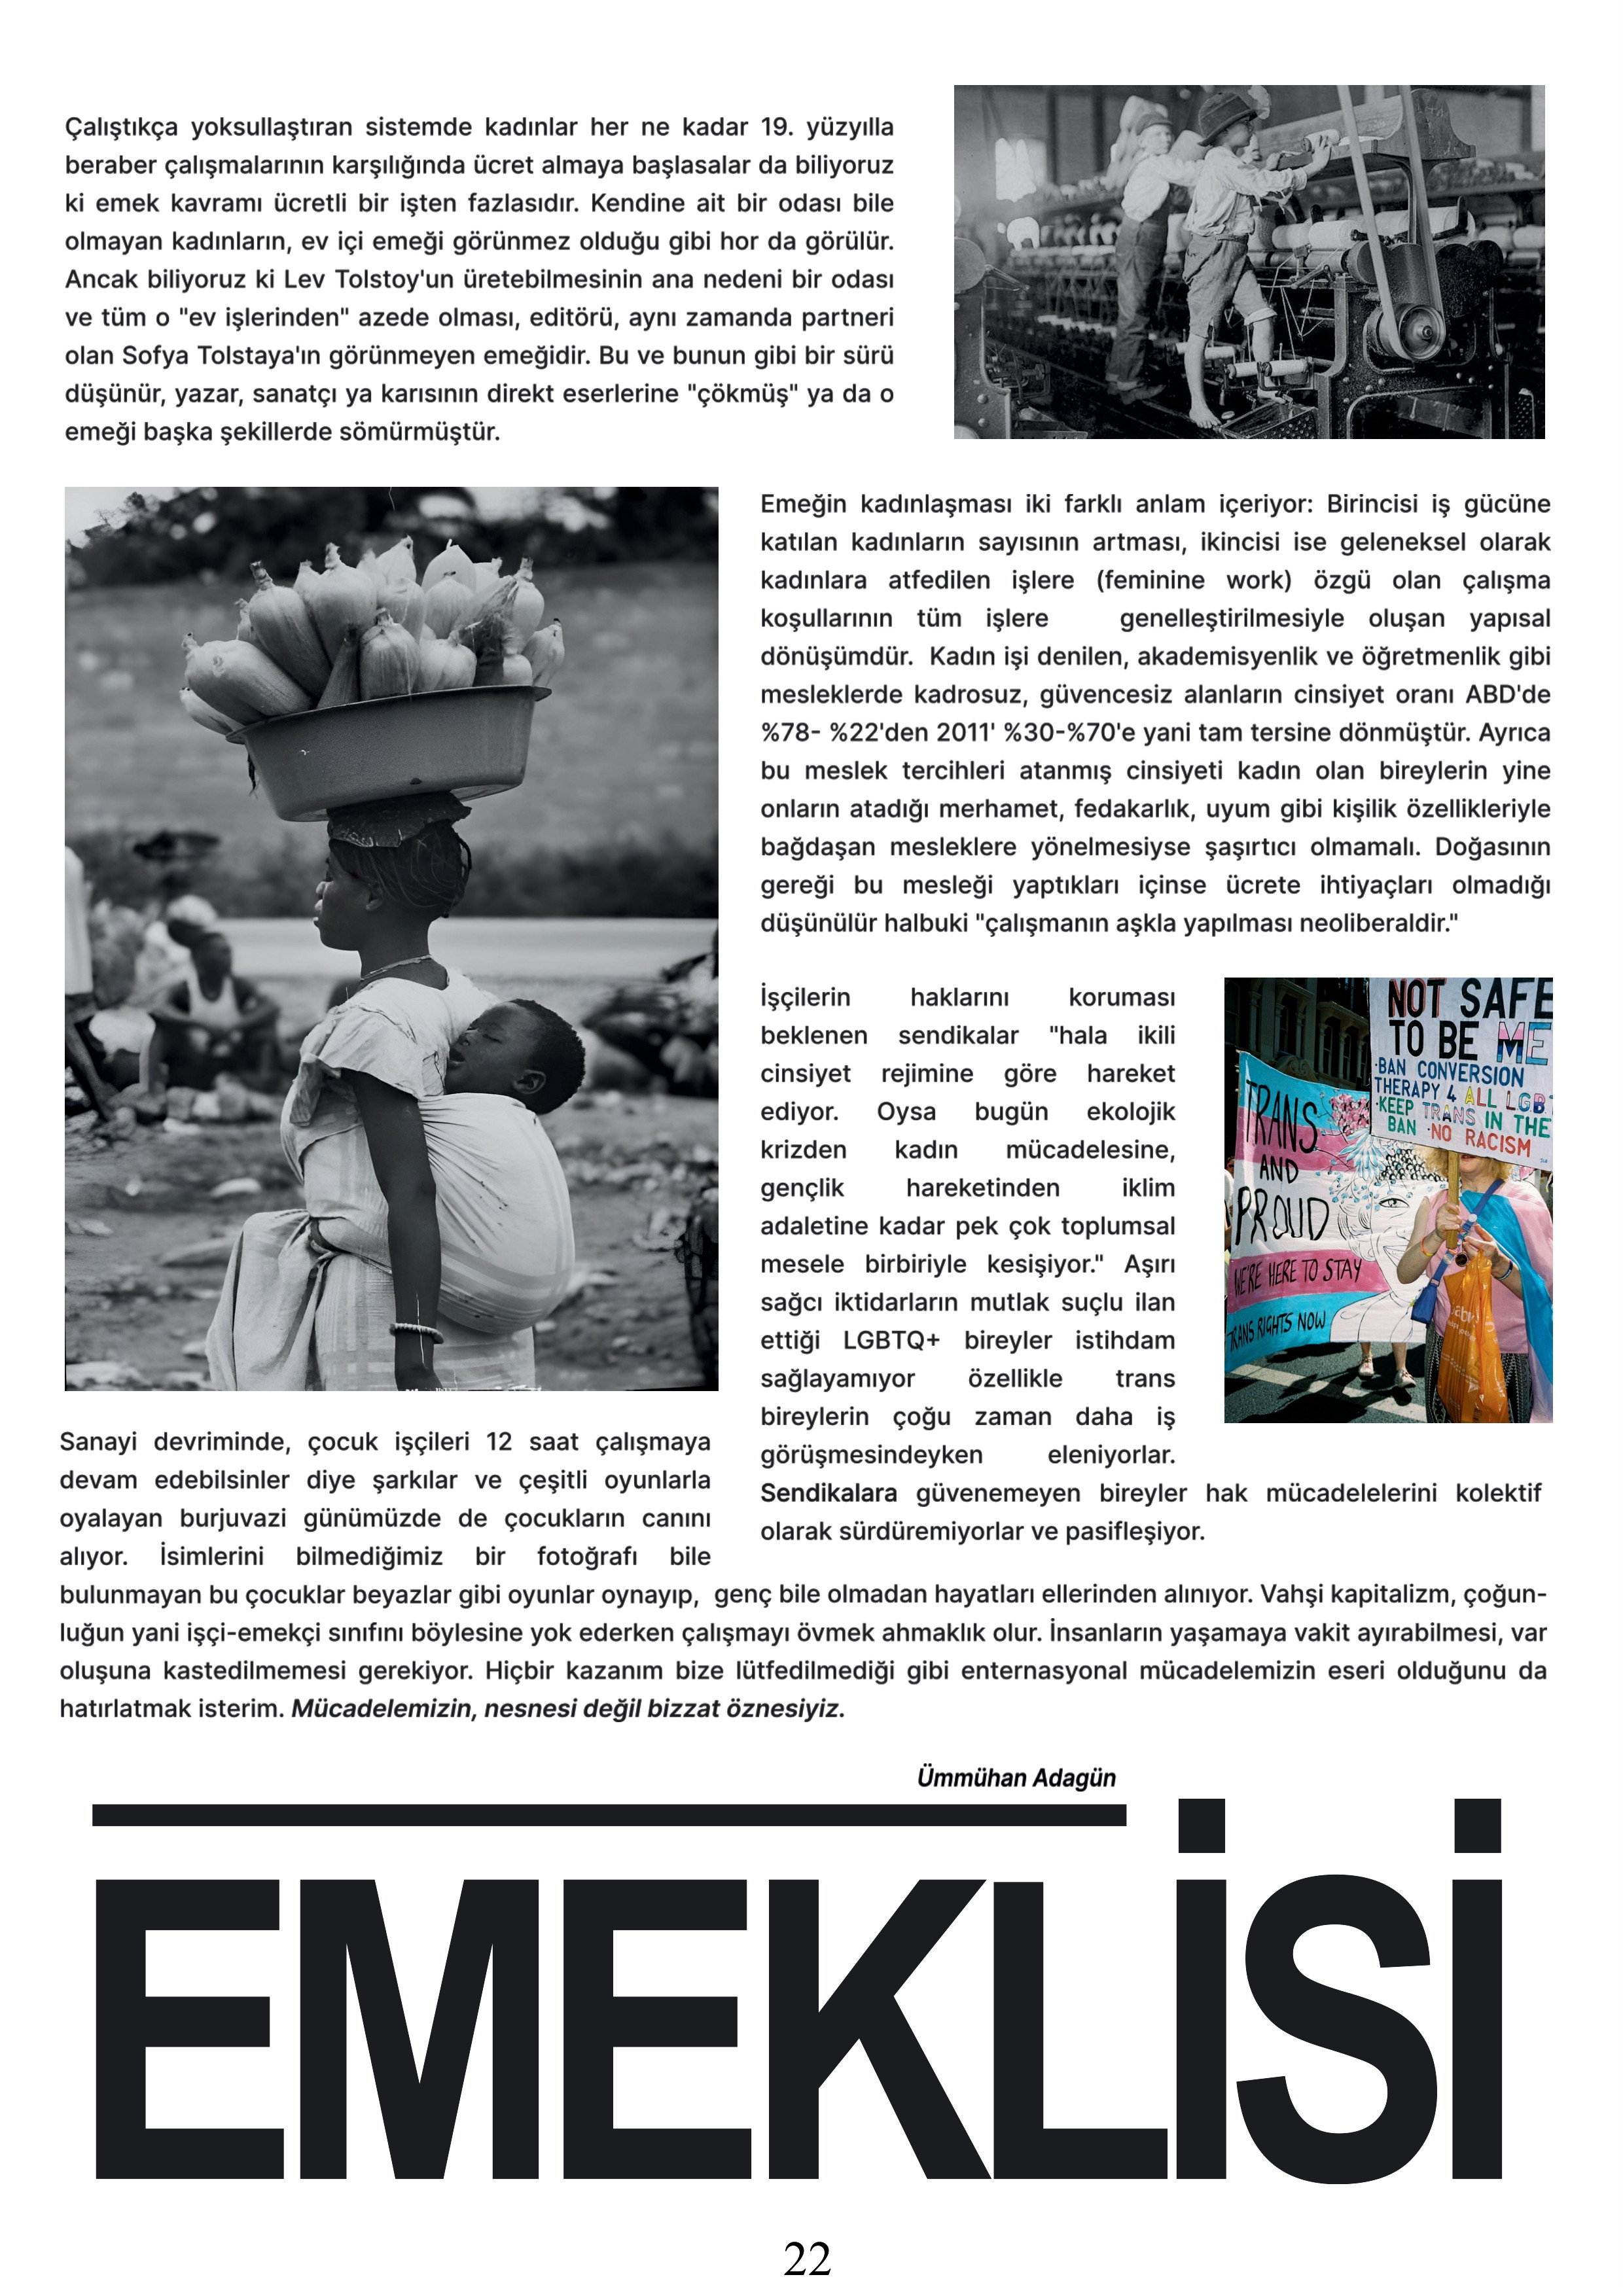 Çalıştıkça yoksullaştıran sistemde kadınlar her ne kadar 19. yüzyılla
beraber çalışmalarının karşılığında ücret almaya başlasalar da biliyoruz
ki emek kavramı ücretli bir işten fazlasıdır. Kendine ait bir odası bile
olmayan kadınların, ev içi emeği görünmez olduğu gibi hor da görülür.
Ancak biliyoruz ki Lev Tolstoy'un üretebilmesinin ana nedeni bir odası
ve tüm o "ev işlerinden" azede olması, editörü, aynı zamanda partneri
olan Sofya Tolstaya'ın görünmeyen emeğidir. Bu ve bunun gibi bir sürü
düşünür, yazar, sanatçı ya karısının direkt eserlerine "çökmüş" ya da o
emeği başka şekillerde sömürmüştür.
Emeğin kadınlaşması iki farklı anlam içeriyor: Birincisi iş gücüne
katılan kadınların sayısının artması, ikincisi ise geleneksel olarak
kadınlara atfedilen işlere (feminine work) özgü olan çalışma
koşullarının tüm işlere genelleştirilmesiyle oluşan yapısal
dönüşümdür. Kadın işi denilen, akademisyenlik ve öğretmenlik gibi
mesleklerde kadrosuz, güvencesiz alanların cinsiyet oranı ABD'de
%78- %22'den 2011' %30-%70'e yani tam tersine dönmüştür. Ayrıca
bu meslek tercihleri atanmış cinsiyeti kadın olan bireylerin yine
onların atadığı merhamet, fedakarlık, uyum gibi kişilik özellikleriyle
bağdaşan mesleklere yönelmesiyse şaşırtıcı olmamalı. Doğasının
gereği bu mesleği yaptıkları içinse ücrete ihtiyaçları olmadığı
düşünülür halbuki "çalışmanın aşkla yapılması neoliberaldir."
İşçilerin haklarını koruması
beklenen sendikalar "hala ikili
cinsiyet rejimine göre hareket
ediyor. Oysa bugün ekolojik
krizden kadın mücadelesine,
gençlik hareketinden iklim
adaletine kadar pek çok toplumsal
mesele birbiriyle kesişiyor." Aşırı
sağcı iktidarların mutlak suçlu ilan
ettiği LGBTQ+ bireyler istihdam
sağlayamıyor özellikle trans
bireylerin çoğu zaman daha iş
görüşmesindeyken eleniyorlar.
Sendikalara güvenemeyen bireyler hak mücadelelerini kolektif
olarak sürdüremiyorlar ve pasifleşiyor.
NOT SAFE
TO BE ME
·BAN CONVERSION
THERAPY 4 ALL LGBT
·KEEP TRANS IN THE
BAN ·NO RACISM
TRANS
AND
PROUD
WE'RE HERE TO STAY
TRANS RIGHTS NOW
Sanayi devriminde, çocuk işçileri 12 saat çalışmaya
devam edebilsinler diye şarkılar ve çeşitli oyunlarla
oyalayan burjuvazi günümüzde de çocukların canını
alıyor. İsimlerini bilmediğimiz bir fotoğrafı bile
bulunmayan bu çocuklar beyazlar gibi oyunlar oynayıp, genç bile olmadan hayatları ellerinden alınıyor. Vahşi kapitalizm, çoğun-
luğun yani işçi-emekçi sınıfını böylesine yok ederken çalışmayı övmek ahmaklık olur. İnsanların yaşamaya vakit ayırabilmesi, var
oluşuna kastedilmemesi gerekiyor. Hiçbir kazanım bize lütfedilmediği gibi enternasyonal mücadelemizin eseri olduğunu da
hatırlatmak isterim. Mücadelemizin, nesnesi değil bizzat öznesiyiz.
Ümmühan Adagün
EMEKLİSİ
22